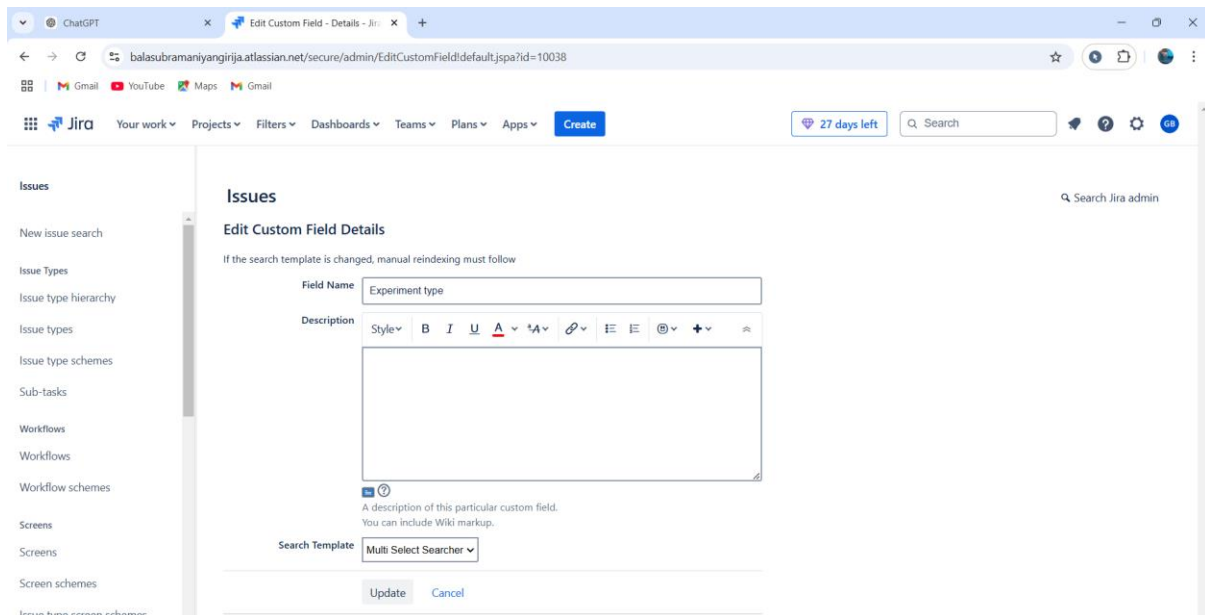 ChatGPT
Edit Custom Field - Details - Jir
balasubramaniyangirija.atlassian.net/secure/admin/EditCustomField!default.jspa?id=10038
Gmail YouTube Maps Gmail
Jira Your work Projects Filters Dashboards Teams Plans Apps Create 27 days left Search GB
Issues
Issues
Search Jira admin
New issue search
Edit Custom Field Details
If the search template is changed, manual reindexing must follow
Issue Types
Field Name Experiment type
Issue type hierarchy
Description Style B I U A
Issue types
Issue type schemes
Sub-tasks
Workflows
Workflows
Workflow schemes
A description of this particular custom field.
You can include Wiki markup.
Screens
Search Template Multi Select Searcher
Screens
Screen schemes
Update Cancel
Issue type screen schemes